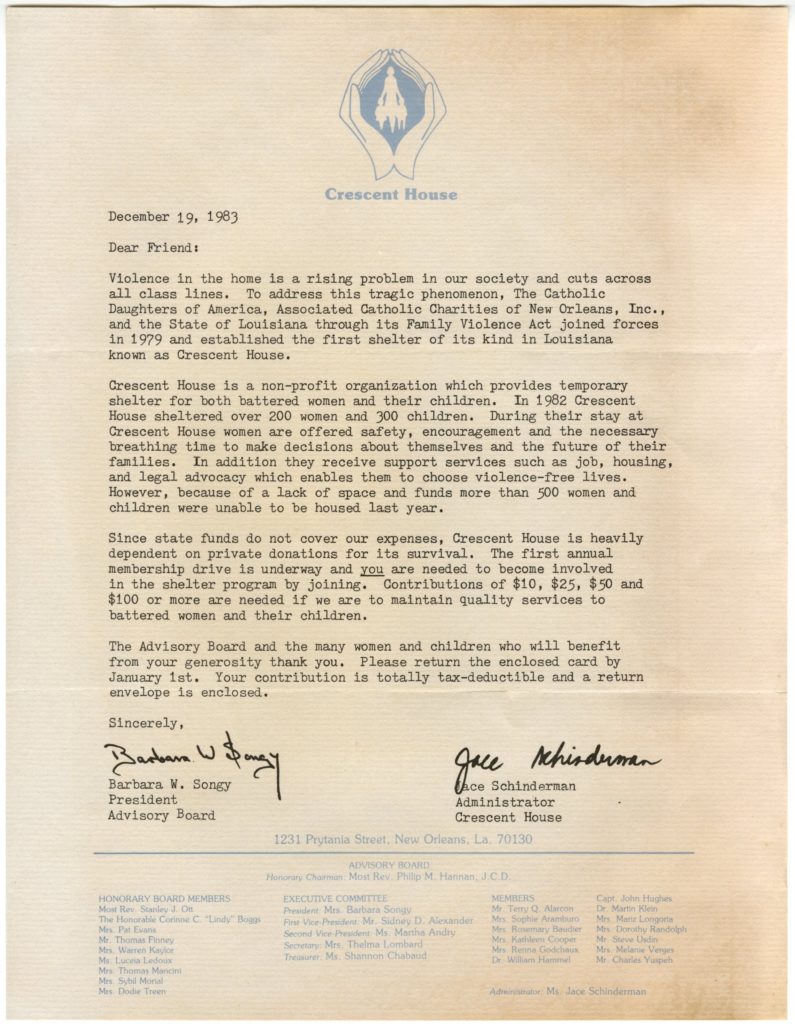 Crescent House
December 19, 1983
Dear Friend:
Violence in the home is a rising problem in our society and cuts across
all class lines. To address this tragic phenomenon, The Catholic
Daughters of America, Associated Catholic Charities of New Orleans, Inc.,
and the State of Louisiana through its Family Violence Act joined forces
in 1979 and established the first shelter of its kind in Louisiana
known as Crescent House.
Crescent House is a non-profit organization which provides temporary
shelter for both battered women and their children. In 1982 Crescent
House sheltered over 200 women and 300 children. During their stay at
Crescent House women are offered safety, encouragement and the necessary
breathing time to make decisions about themselves and the future of their
families. In addition they receive support services such as job, housing,
and legal advocacy which enables them to choose violence-free lives.
However, because of a lack of space and funds more than 500 women and
children were unable to be housed last year.
Since state funds do not cover our expenses, Crescent House is heavily
dependent on private donations for its survival. The first annual
membership drive is underway and you are needed to become involved
in the shelter program by joining. Contributions of $10, $25, $50 and
$100 or more are needed if we are to maintain quality services to
battered women and their children.
The Advisory Board and the many women and children who will benefit
from your generosity thank you. Please return the enclosed card by
January 1st. Your contribution is totally tax-deductible and a return
envelope is enclosed.
Sincerely,
Barbara W Songy
Barbara W. Songy
President
Advisory Board
Jace Schinderman
Jace Schinderman
Administrator
Crescent House
1231 Prytania Street, New Orleans, La. 70130
ADVISORY BOARD
Honorary Chairman: Most Rev. Philip M. Hannan, J.C.D.
HONORARY BOARD MEMBERS
Most Rev. Stanley J. Ott
The Honorable Corinne C. "Lindy" Boggs
Mrs. Pat Evans
Mr. Thomas Finney
Mrs. Warren Kaylor
Ms. Luceia Ledoux
Mrs. Thomas Mancini
Mrs. Sybil Morial
Mrs. Dodie Treen
EXECUTIVE COMMITTEE
President: Mrs. Barbara Songy
First Vice-President: Mr. Sidney D. Alexander
Second Vice-President: Ms. Martha Andry
Secretary: Mrs. Thelma Lombard
Treasurer: Ms. Shannon Chabaud
MEMBERS
Mr. Terry Q. Alarcon
Mrs. Sophie Aramburo
Mrs. Rosemary Baudier
Mrs. Kathleen Cooper
Mrs. Renna Godchaux
Dr. William Hammel
Capt. John Hughes
Dr. Martin Klein
Mrs. Mariz Longoria
Mrs. Dorothy Randolph
Mr. Steve Usdin
Mrs. Melanie Verges
Mr. Charles Yuspeh
Administrator: Ms. Jace Schinderman